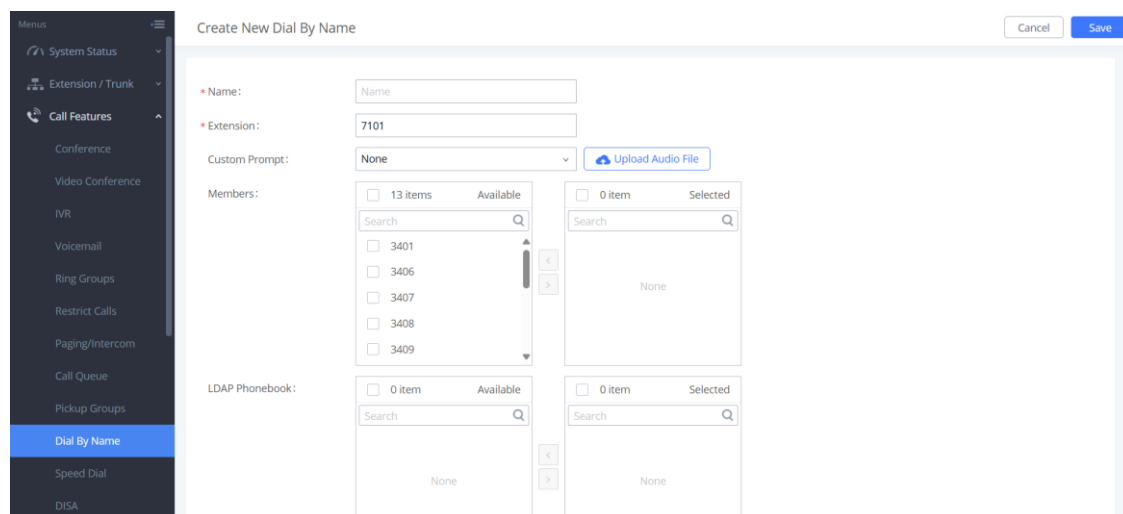 Menus
System Status
Extension / Trunk
Call Features
Conference
Video Conference
IVR
Voicemail
Ring Groups
Restrict Calls
Paging/Intercom
Call Queue
Pickup Groups
Dial By Name
Speed Dial
DISA
Create New Dial By Name
Cancel
Save
* Name:
Name
* Extension:
7101
Custom Prompt:
None
Upload Audio File
Members:
13 items Available
Search
3401
3406
3407
3408
3409
<
>
0 item Selected
Search
None
LDAP Phonebook:
0 item Available
Search
None
<
>
0 item Selected
Search
None